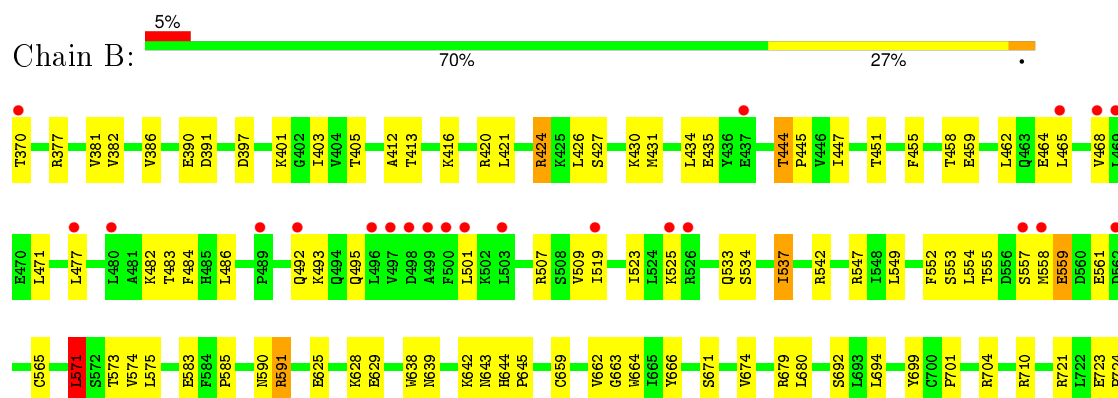 5%
Chain B:
70% 27% •
T370 R377 V381 V382 V386 E390 D391 D397 K401 G402 I403 V404 T405 A412 T413 K416 R420 L421 R424 K425 L426 S427 K430 M431 L434 E435 Y436 E437 T444 P445 V446 I447 T451 F455 T458 E459 L462 Q463 E464 L465 V468
E470 L471 L477 L480 A481 K482 T483 F484 H485 L486 P489 Q492 K493 Q494 Q495 L496 V497 D498 A499 F500 L501 K502 L503 R507 S508 V509 I519 I523 L524 K525 R526 Q533 S534 I537 R542 R547 I548 L549 F552 S553 L554 T555 D556 S557 M558 E559 D560 E561 D562
C565 L571 S572 T573 V574 L575 E583 F584 P585 N590 R591 E625 K628 E629 W638 N639 K642 N643 H644 P645 C659 V662 G663 W664 I665 Y666 S671 V674 R679 L680 S692 L693 L694 Y699 C700 P701 R704 R710 R721 L722 E723